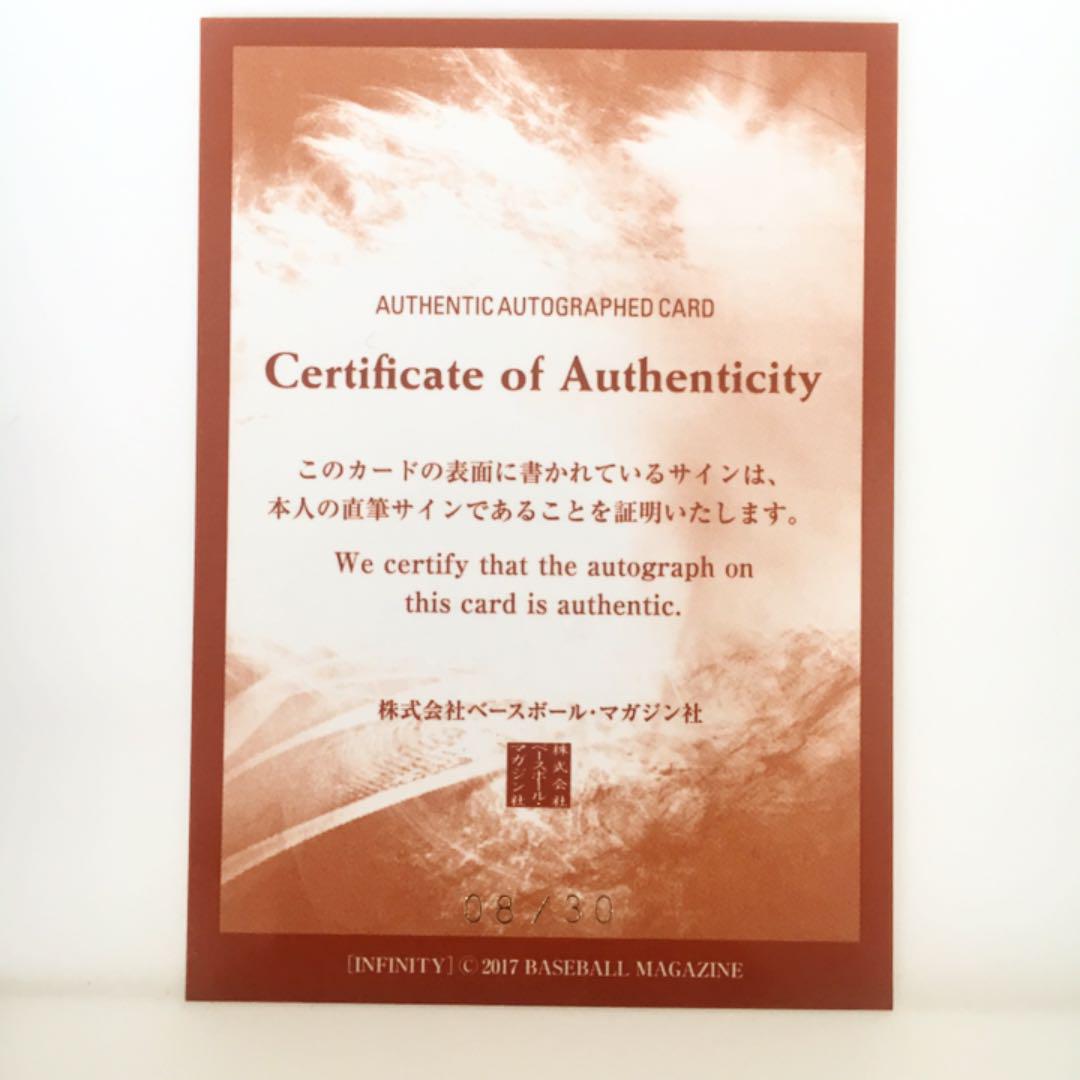 AUTHENTIC AUTOGRAPHED CARD
Certificate of Authenticity
このカードの表面に書かれているサインは、
本人の直筆サインであることを証明いたします。
We certify that the autograph on
this card is authentic.
株式会社ベースボール・マガジン社
株式会社
ベースボール・
マガジン社
08/30
[INFINITY] © 2017 BASEBALL MAGAZINE